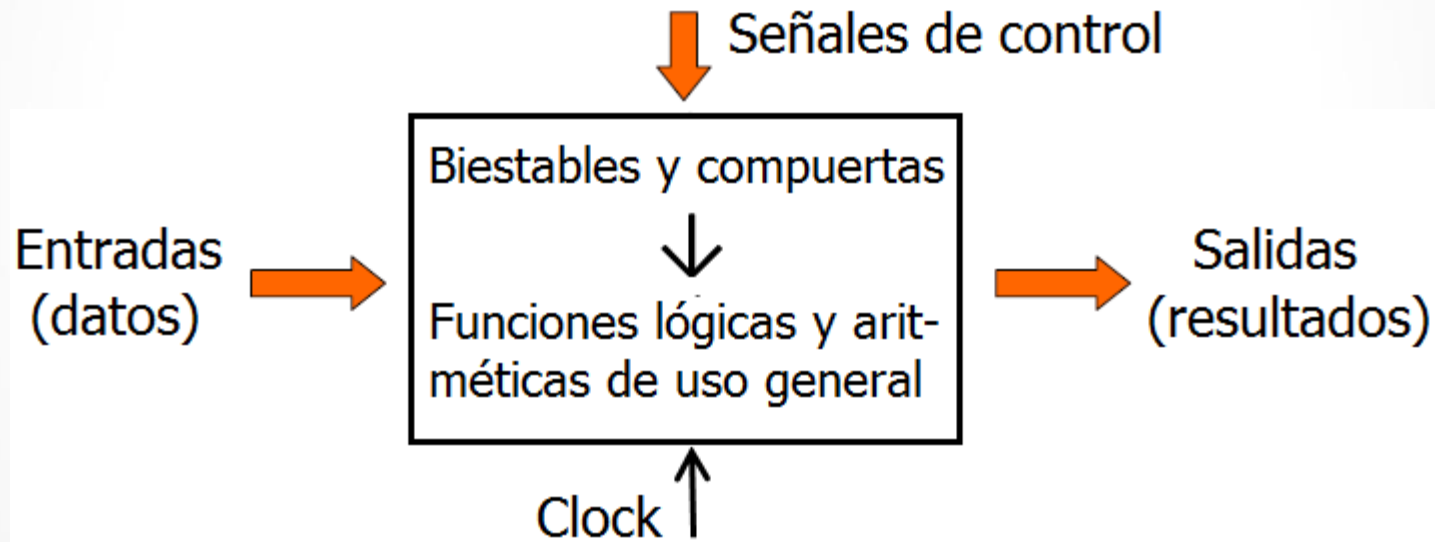 Señales de control
Biestables y compuertas
Entradas
(datos)
Funciones lógicas y arit-
méticas de uso general
Salidas
(resultados)
Clock